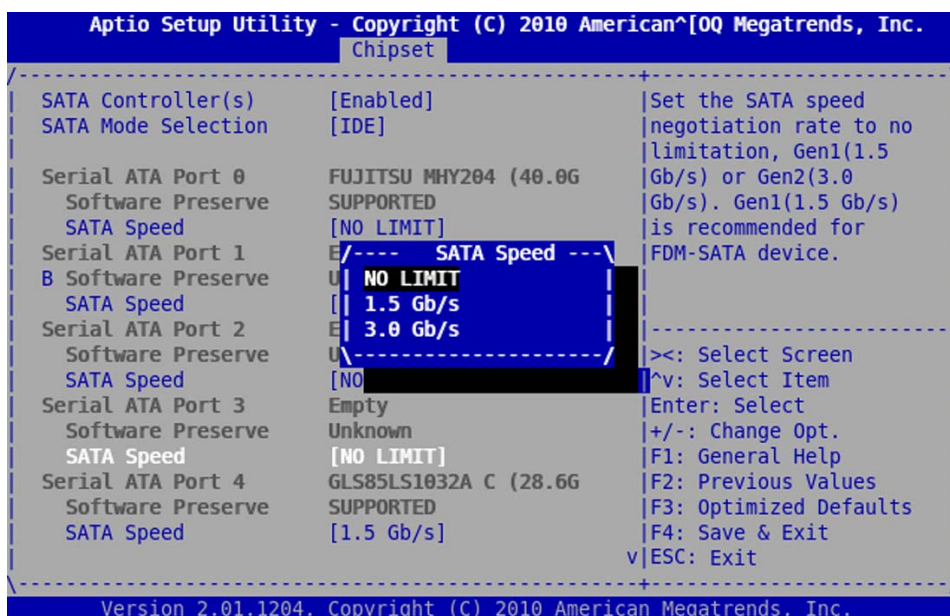 Aptio Setup Utility - Copyright (C) 2010 American^[OQ Megatrends, Inc.
Chipset
/----------------------------------------------------+-------------------------
| SATA Controller(s) [Enabled] |Set the SATA speed
| SATA Mode Selection [IDE] |negotiation rate to no
| |limitation, Gen1(1.5
| Serial ATA Port 0 FUJITSU MHY204 (40.0G |Gb/s) or Gen2(3.0
| Software Preserve SUPPORTED |Gb/s). Gen1(1.5 Gb/s)
| SATA Speed [NO LIMIT] |is recommended for
| Serial ATA Port 1 E/---- SATA Speed ---\ |FDM-SATA device.
| B Software Preserve U| NO LIMIT | |
| SATA Speed [| 1.5 Gb/s | |
| Serial ATA Port 2 E| 3.0 Gb/s | |-------------------------
| Software Preserve U\---------------------/ |><: Select Screen
| SATA Speed [NO |^v: Select Item
| Serial ATA Port 3 Empty |Enter: Select
| Software Preserve Unknown |+/-: Change Opt.
| SATA Speed [NO LIMIT] |F1: General Help
| Serial ATA Port 4 GLS85LS1032A C (28.6G |F2: Previous Values
| Software Preserve SUPPORTED |F3: Optimized Defaults
| SATA Speed [1.5 Gb/s] |F4: Save & Exit
| v|ESC: Exit
\----------------------------------------------------+-------------------------
Version 2.01.1204. Copyright (C) 2010 American Megatrends, Inc.